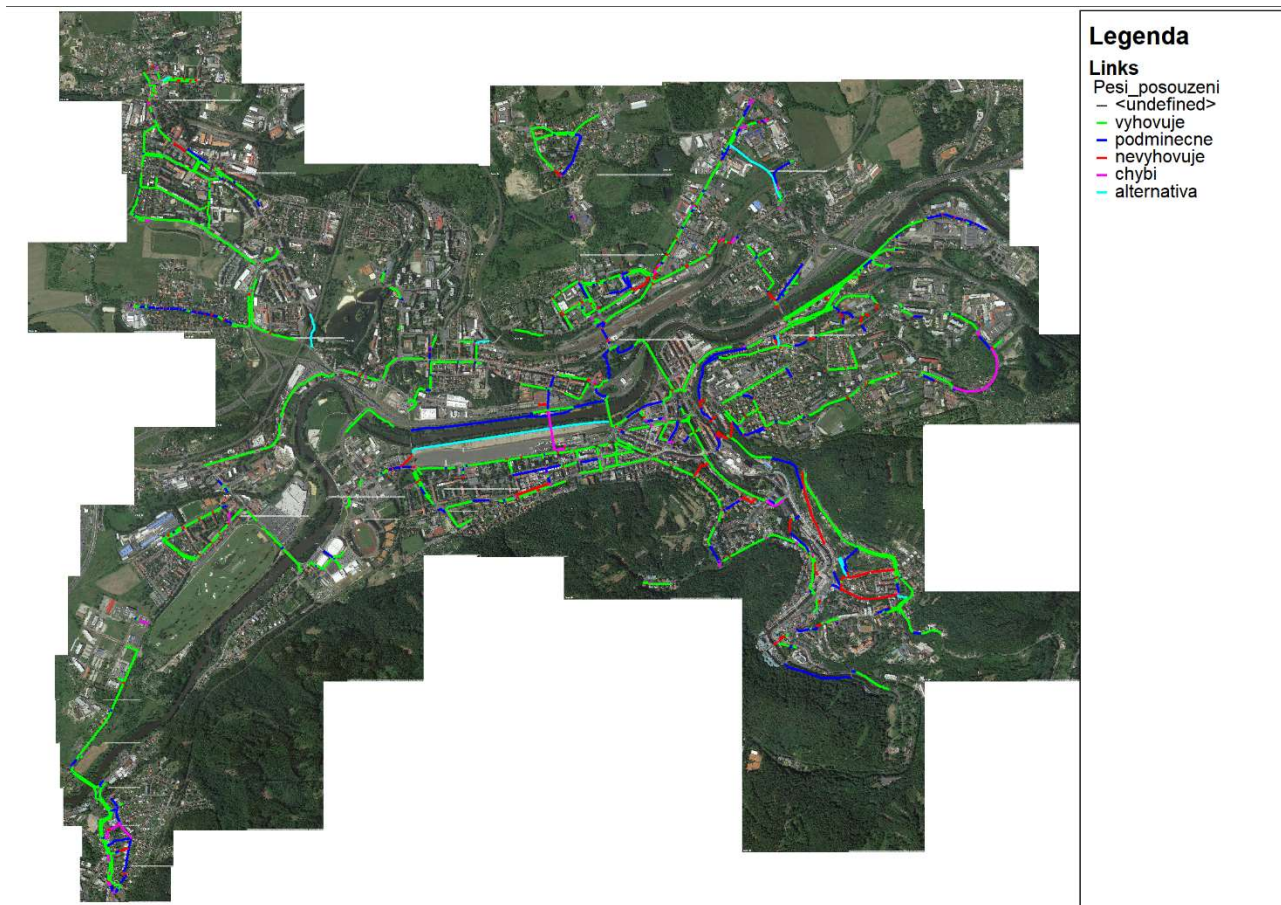 Legenda
Links
Pesi_posouzeni
<undefined>
vyhovuje
podminecne
nevyhovuje
chybi
alternativa